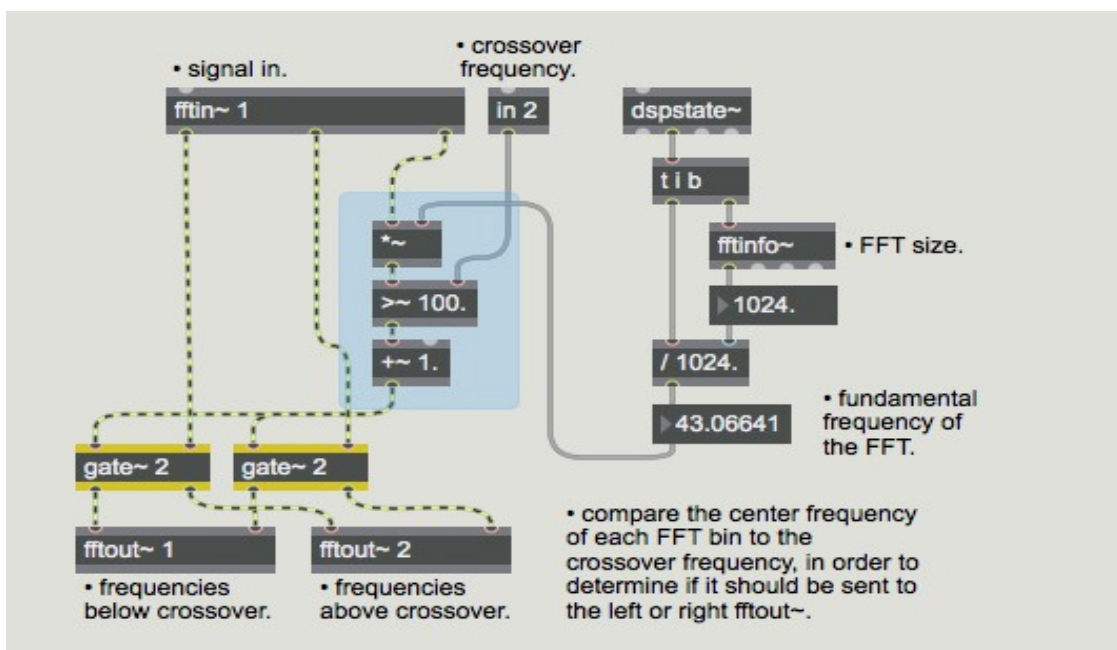 • signal in.
• crossover
frequency.
fftin~ 1
in 2
dspstate~
t i b
*~
fftinfo~
• FFT size.
>~ 100.
1024.
+~ 1.
/ 1024.
43.06641
• fundamental
frequency of
the FFT.
gate~ 2
gate~ 2
fftout~ 1
fftout~ 2
• frequencies
below crossover.
• frequencies
above crossover.
• compare the center frequency
of each FFT bin to the
crossover frequency, in order to
determine if it should be sent to
the left or right fftout~.